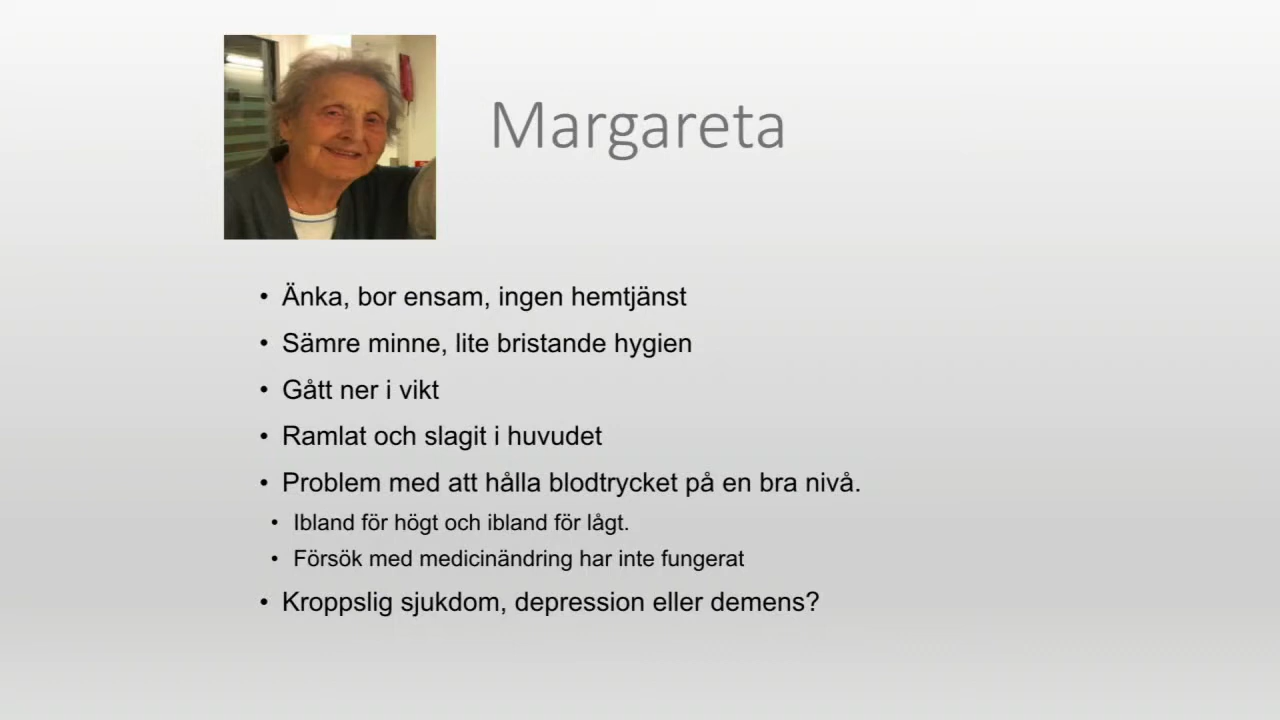 Margareta
• Änka, bor ensam, ingen hemtjänst
• Sämre minne, lite bristande hygien
• Gått ner i vikt
• Ramlat och slagit i huvudet
• Problem med att hålla blodtrycket på en bra nivå.
• Ibland för högt och ibland för lågt.
• Försök med medicinändring har inte fungerat
• Kroppslig sjukdom, depression eller demens?